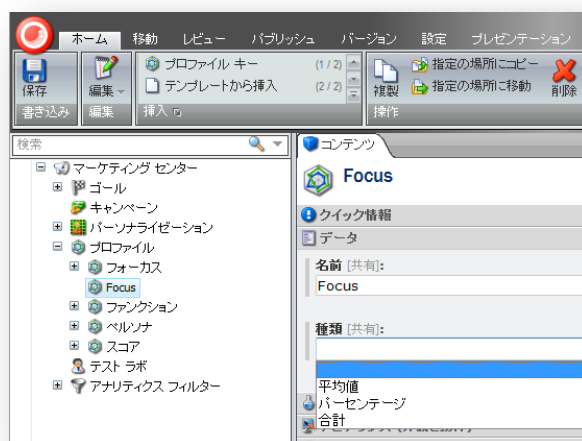 ホーム 移動 レビュー パブリッシュ バージョン 設定 プレゼンテーション
保存
書き込み
編集
編集
プロファイル キー (1 / 2)
テンプレートから挿入 (2 / 2)
挿入
複製
指定の場所にコピー
指定の場所に移動
削除
操作
検索
マーケティング センター
ゴール
キャンペーン
パーソナライゼーション
プロファイル
フォーカス
Focus
ファンクション
ペルソナ
スコア
テスト ラボ
アナリティクス フィルター
コンテンツ
Focus
クイック情報
データ
名前 [共有]:
Focus
種類 [共有]:
平均値
パーセンテージ
合計